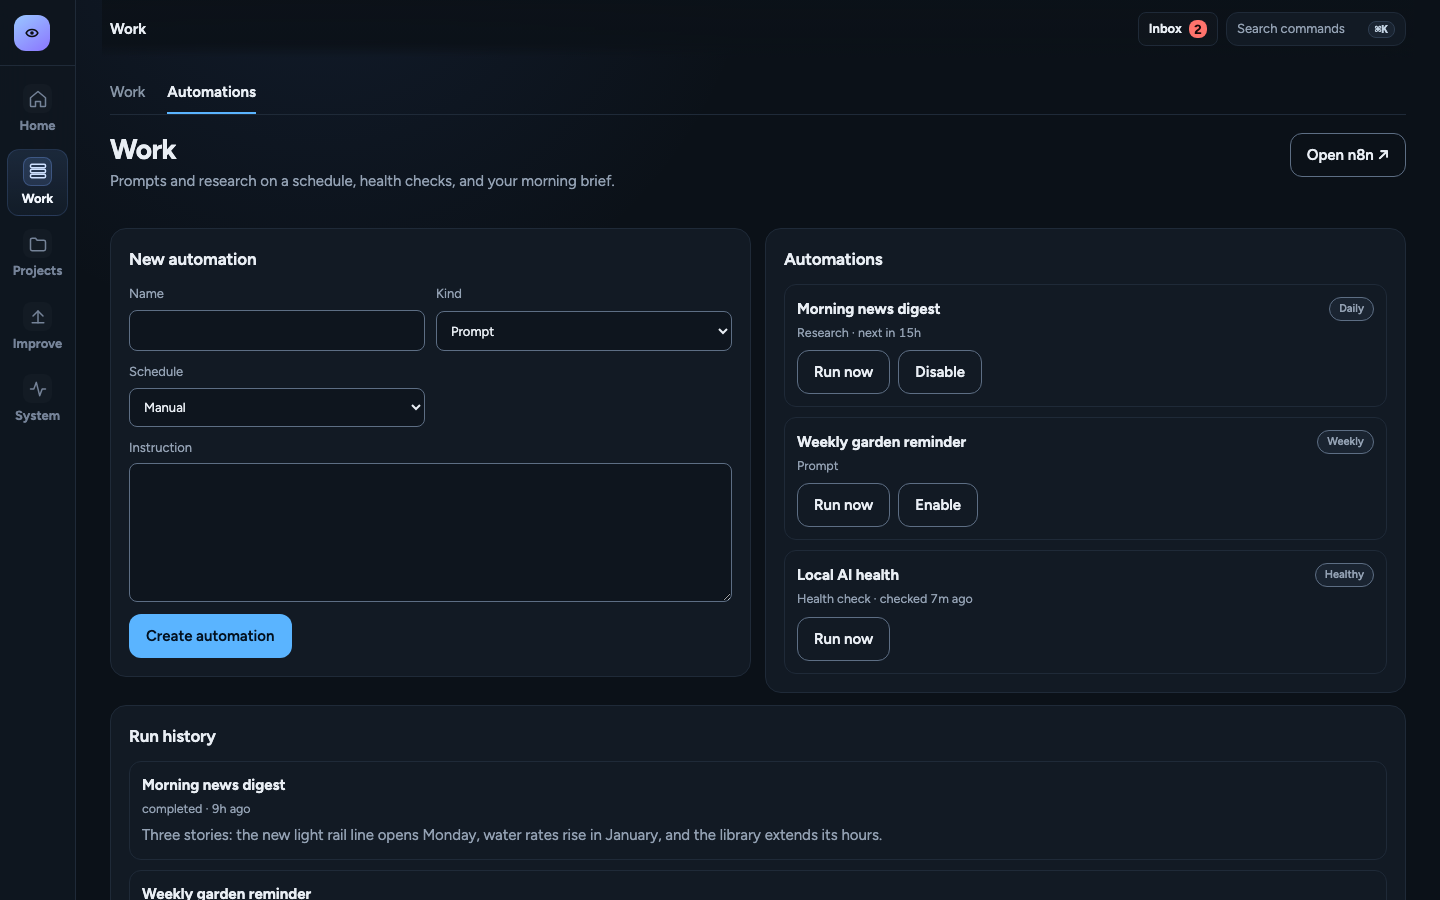 Work
Inbox 2
Search commands ⌘K
Home
Work
Projects
Improve
System
Work Automations
Work
Prompts and research on a schedule, health checks, and your morning brief.
Open n8n ↗
New automation
Name
Kind
Prompt
Schedule
Manual
Instruction
Create automation
Automations
Morning news digest
Daily
Research · next in 15h
Run now
Disable
Weekly garden reminder
Weekly
Prompt
Run now
Enable
Local AI health
Healthy
Health check · checked 7m ago
Run now
Run history
Morning news digest
completed · 9h ago
Three stories: the new light rail line opens Monday, water rates rise in January, and the library extends its hours.
Weekly garden reminder